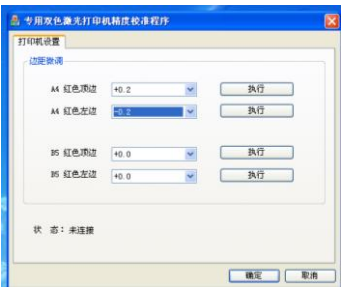 专用双色激光打印机精度校准程序
打印机设置
边距微调
A4 红色顶边 +0.2 执行
A4 红色左边 -0.2 执行
B5 红色顶边 +0.0 执行
B5 红色左边 +0.0 执行
状 态：未连接
确定 取消